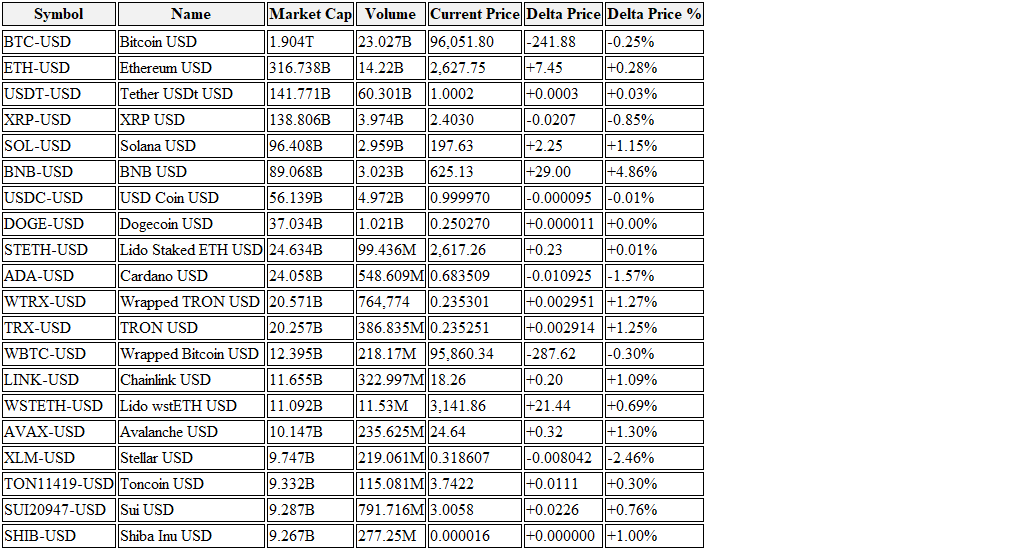 Symbol Name Market Cap Volume Current Price Delta Price Delta Price %
BTC-USD Bitcoin USD 1.904T 23.027B 96,051.80 -241.88 -0.25%
ETH-USD Ethereum USD 316.738B 14.22B 2,627.75 +7.45 +0.28%
USDT-USD Tether USDt USD 141.771B 60.301B 1.0002 +0.0003 +0.03%
XRP-USD XRP USD 138.806B 3.974B 2.4030 -0.0207 -0.85%
SOL-USD Solana USD 96.408B 2.959B 197.63 +2.25 +1.15%
BNB-USD BNB USD 89.068B 3.023B 625.13 +29.00 +4.86%
USDC-USD USD Coin USD 56.139B 4.972B 0.999970 -0.000095 -0.01%
DOGE-USD Dogecoin USD 37.034B 1.021B 0.250270 +0.000011 +0.00%
STETH-USD Lido Staked ETH USD 24.634B 99.436M 2,617.26 +0.23 +0.01%
ADA-USD Cardano USD 24.058B 548.609M 0.683509 -0.010925 -1.57%
WTRX-USD Wrapped TRON USD 20.571B 764,774 0.235301 +0.002951 +1.27%
TRX-USD TRON USD 20.257B 386.835M 0.235251 +0.002914 +1.25%
WBTC-USD Wrapped Bitcoin USD 12.395B 218.17M 95,860.34 -287.62 -0.30%
LINK-USD Chainlink USD 11.655B 322.997M 18.26 +0.20 +1.09%
WSTETH-USD Lido wstETH USD 11.092B 11.53M 3,141.86 +21.44 +0.69%
AVAX-USD Avalanche USD 10.147B 235.625M 24.64 +0.32 +1.30%
XLM-USD Stellar USD 9.747B 219.061M 0.318607 -0.008042 -2.46%
TON11419-USD Toncoin USD 9.332B 115.081M 3.7422 +0.0111 +0.30%
SUI20947-USD Sui USD 9.287B 791.716M 3.0058 +0.0226 +0.76%
SHIB-USD Shiba Inu USD 9.267B 277.25M 0.000016 +0.000000 +1.00%